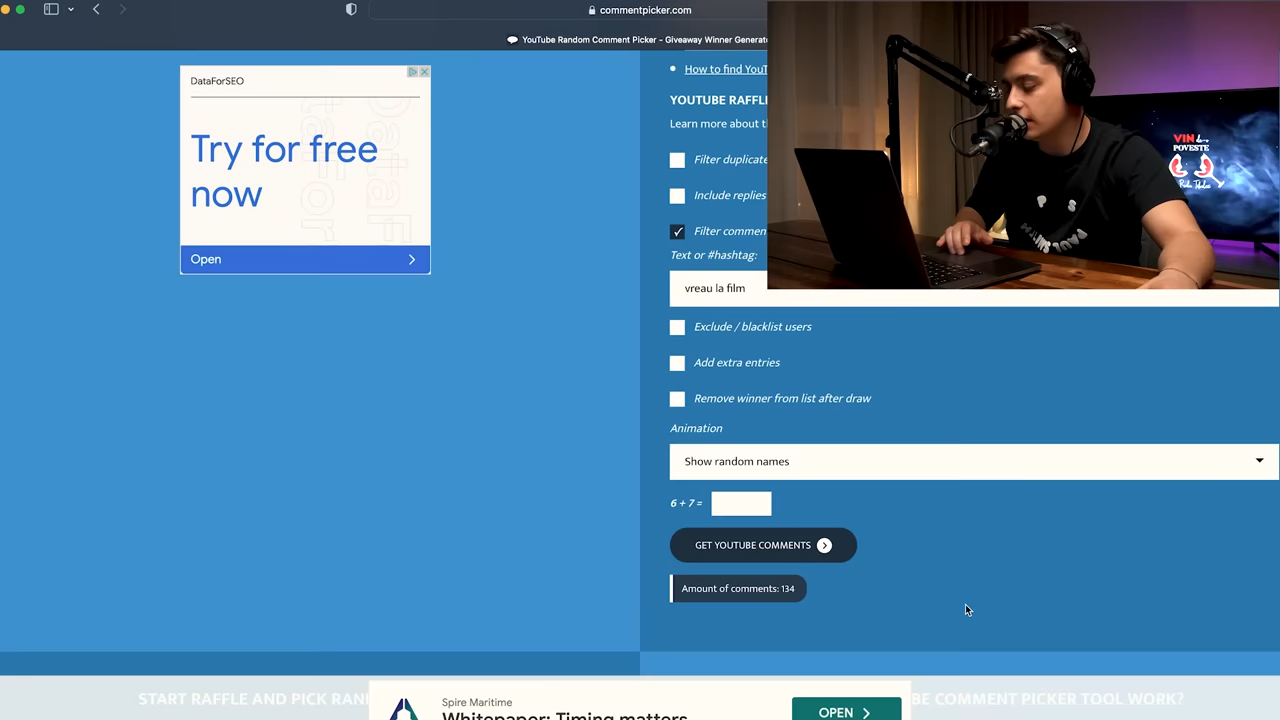 commentpicker.com
YouTube Random Comment Picker - Giveaway Winner Generato
DataForSEO
Try for free
now
Open
How to find YouT
YOUTUBE RAFFLE
Learn more about th
Filter duplicate
Include replies
Filter commen
Text or #hashtag:
vreau la film
Exclude / blacklist users
Add extra entries
Remove winner from list after draw
Animation
Show random names
6 + 7 =
GET YOUTUBE COMMENTS
Amount of comments: 134
VIN de-o
POVESTE
START RAFFLE AND PICK RAN
BE COMMENT PICKER TOOL WORK?
Spire Maritime
Whitepaper: Timing matters
OPEN